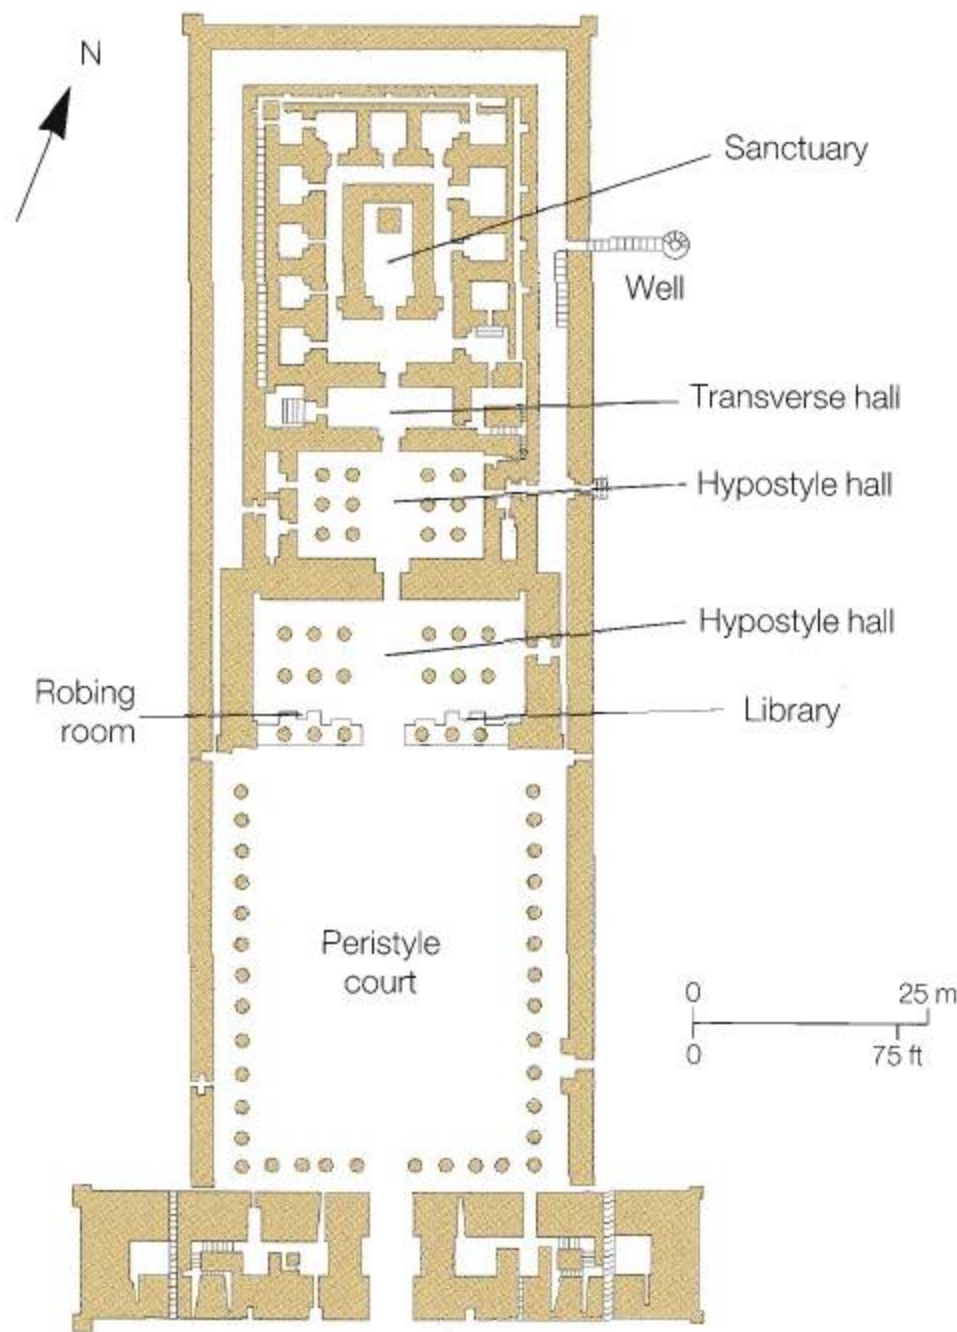 N
Sanctuary
Well
Transverse hall
Hypostyle hall
Hypostyle hall
Robing
room
Library
Peristyle
court
0
25 m
0
75 ft